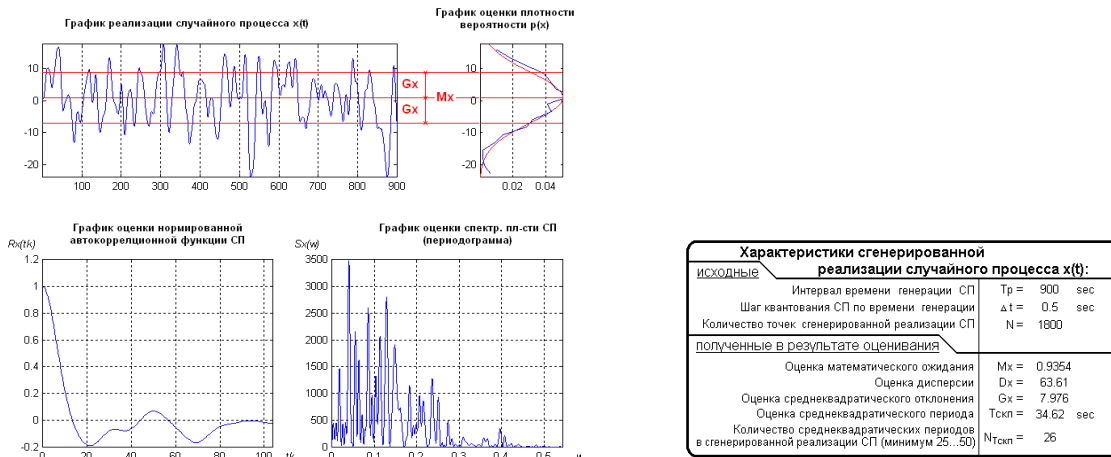 График реализации случайного процесса x(t)
10
0
-10
-20
100 200 300 400 500 600 700 800 900
Gx
Gx
Mx
График оценки плотности
вероятности p(x)
10
0
-10
-20
0.02 0.04
График оценки нормированной
автокоррелционной функции СП
Rx(tk)
1.2
1
0.8
0.6
0.4
0.2
0
-0.2
0 20 40 60 80 100 tk
График оценки спектр. пл-сти СП
(периодограмма)
Sx(w)
3500
3000
2500
2000
1500
1000
500
0
0 0.1 0.2 0.3 0.4 0.5
Характеристики сгенерированной
исходные реализации случайного процесса x(t):
Интервал времени генерации СП Tp = 900 sec
Шаг квантования СП по времени генерации Δt = 0.5 sec
Количество точек сгенерированной реализации СП N = 1800
полученные в результате оценивания
Оценка математического ожидания Mx = 0.9354
Оценка дисперсии Dx = 63.61
Оценка среднеквадратического отклонения Gx = 7.976
Оценка среднеквадратического периода Tскп = 34.62 sec
Количество среднеквадратических периодов
в сгенерированной реализации СП (минимум 25...50) NTскп = 26